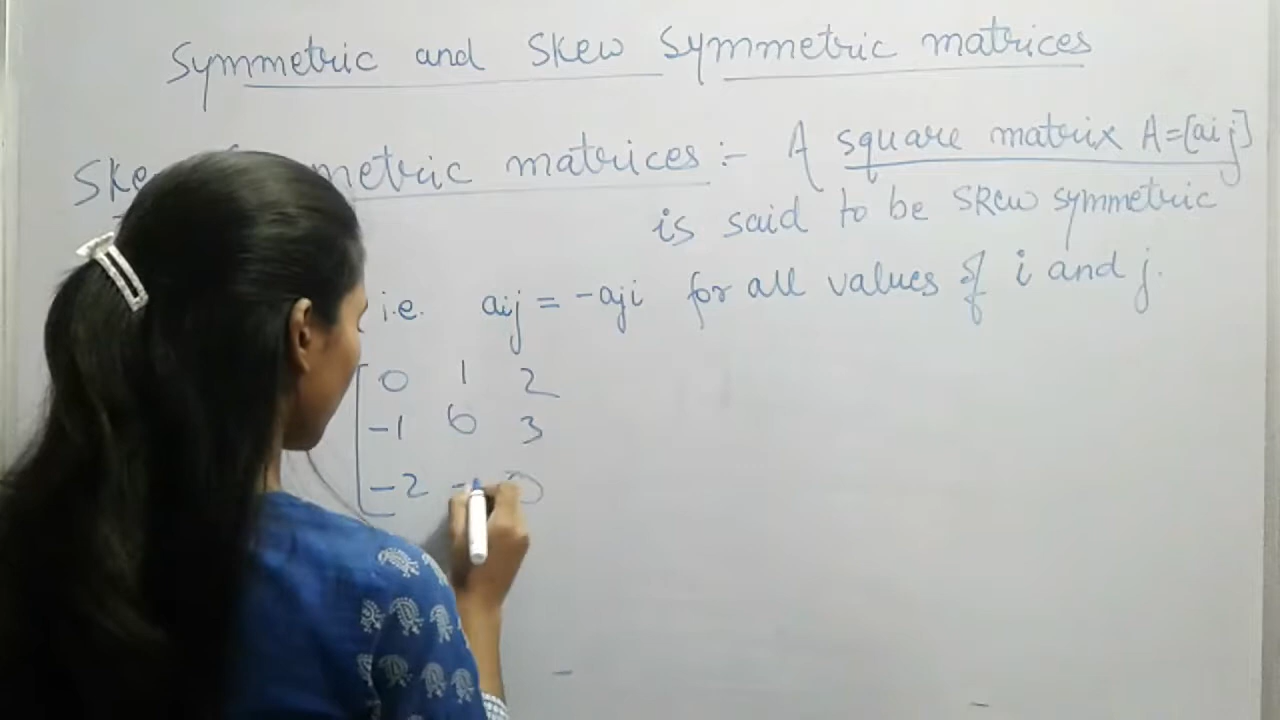 Symmetric and Skew Symmetric matrices
metric matrices :- A square matrix A=[aij]
is said to be skew symmetric
i.e. aij = -aji for all values of i and j.
0 1 2
-1 0 3
-2 - 0